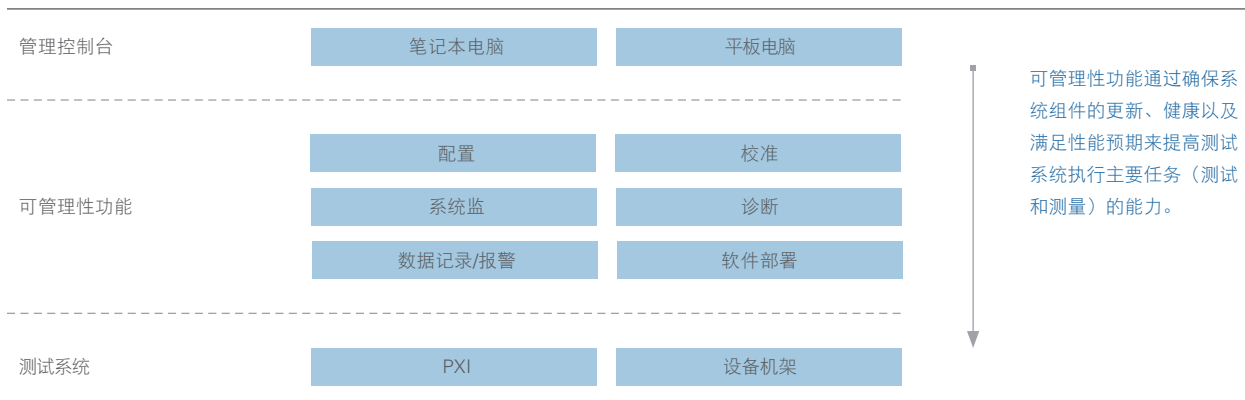 管理控制台
笔记本电脑
平板电脑
可管理性功能通过确保系
统组件的更新、健康以及
满足性能预期来提高测试
系统执行主要任务（测试
和测量）的能力。
可管理性功能
配置
校准
系统监
诊断
数据记录/报警
软件部署
测试系统
PXI
设备机架